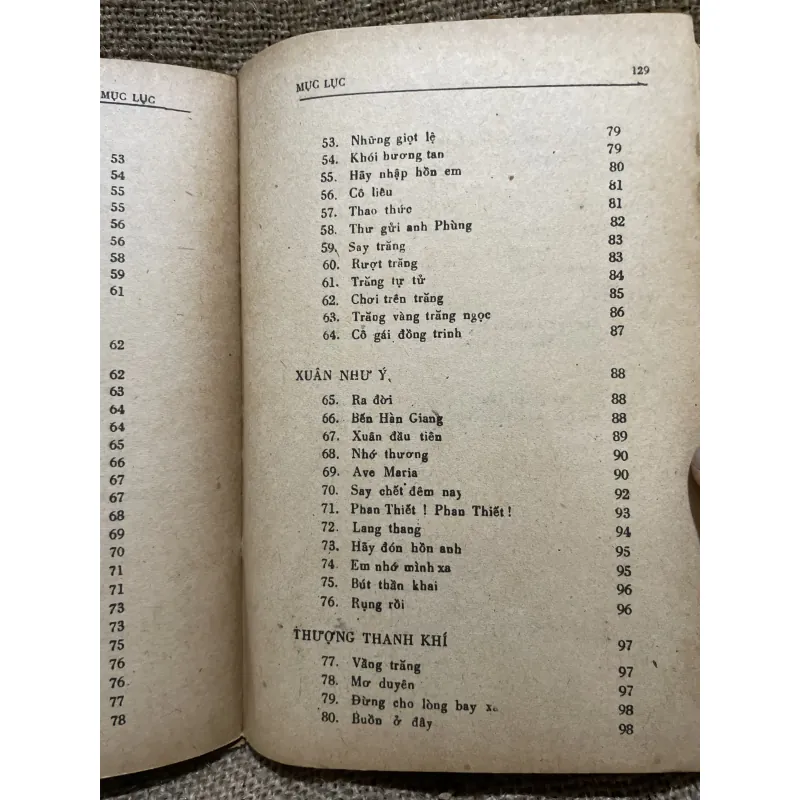 MỤC LỤC
53
54
55
55
56
56
58
59
61
62
62
63
64
64
65
66
67
67
68
69
70
71
71
73
73
75
76
76
77
78
MỤC LỤC 129
53. Những giọt lệ 79
54. Khói hương tan 79
55. Hãy nhập hồn em 80
56. Cô liêu 81
57. Thao thức 81
58. Thư gửi anh Phùng 82
59. Say trăng 83
60. Rượt trăng 83
61. Trăng tự tử 84
62. Chơi trên trăng 85
63. Trăng vàng trăng ngọc 86
64. Cô gái đồng trinh 87
XUÂN NHƯ Ý 88
65. Ra đời 88
66. Bến Hàn Giang 88
67. Xuân đầu tiên 89
68. Nhớ thương 90
69. Ave Maria 90
70. Say chết đêm nay 92
71. Phan Thiết ! Phan Thiết ! 93
72. Lang thang 94
73. Hãy đón hồn anh 95
74 Em nhớ mình xa 95
75. Bút thần khai 96
76. Rụng rồi 96
THƯỢNG THANH KHÍ 97
77. Vầng trăng 97
78. Mơ duyên 97
79. Đừng cho lòng bay xa 98
80. Buồn ở đây 98